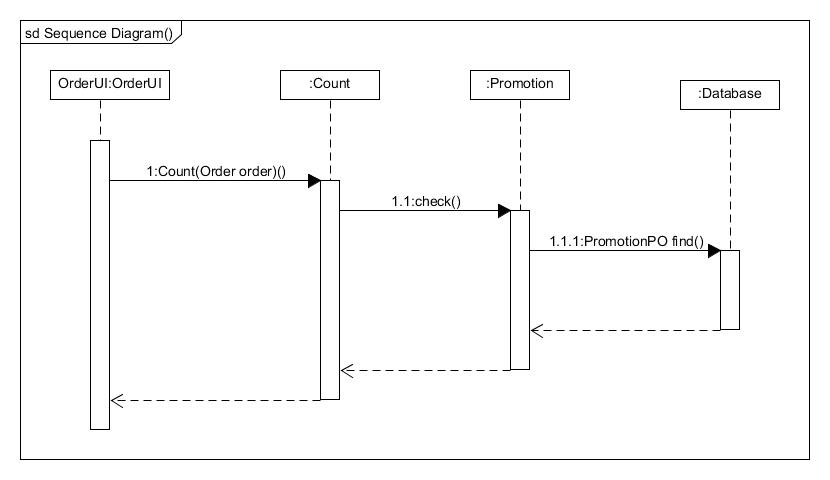 sd Sequence Diagram()
OrderUI:OrderUI
:Count
:Promotion
:Database
1:Count(Order order)()
1.1:check()
1.1.1:PromotionPO find()